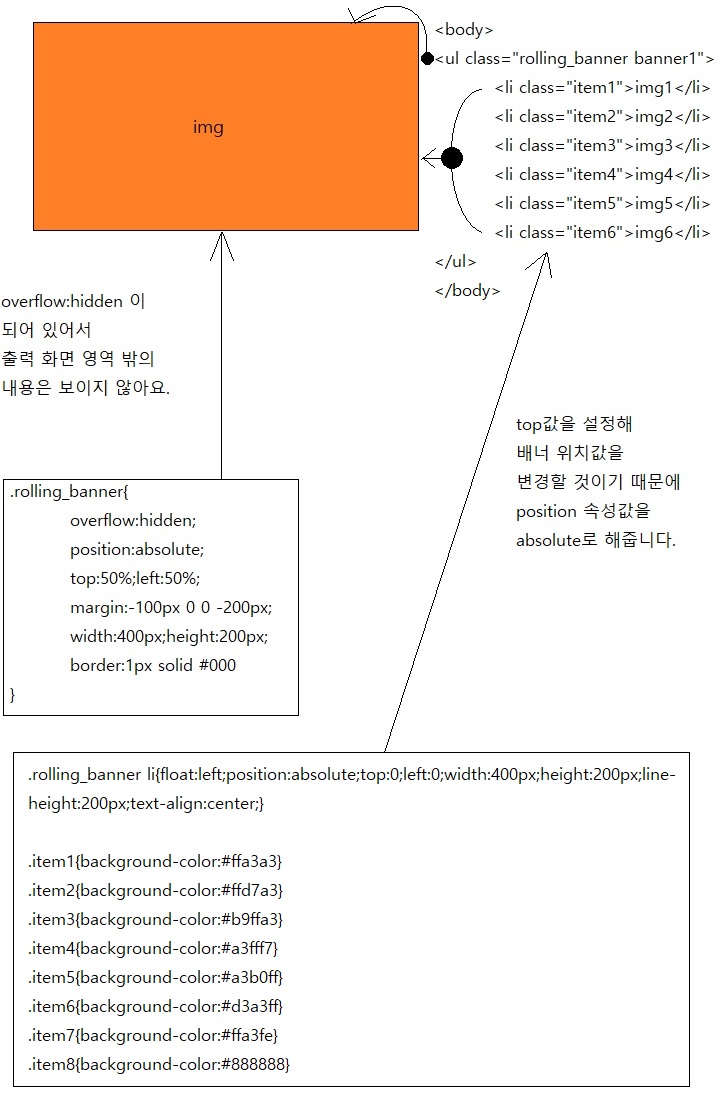 img
<body>
<ul class="rolling_banner banner1">
<li class="item1">img1</li>
<li class="item2">img2</li>
<li class="item3">img3</li>
<li class="item4">img4</li>
<li class="item5">img5</li>
<li class="item6">img6</li>
</ul>
</body>
overflow:hidden 이
되어 있어서
출력 화면 영역 밖의
내용은 보이지 않아요.
top값을 설정해
배너 위치값을
변경할 것이기 때문에
position 속성값을
absolute로 해줍니다.
.rolling_banner{
overflow:hidden;
position:absolute;
top:50%;left:50%;
margin:-100px 0 0 -200px;
width:400px;height:200px;
border:1px solid #000
}
.rolling_banner li{float:left;position:absolute;top:0;left:0;width:400px;height:200px;line-
height:200px;text-align:center;}
.item1{background-color:#ffa3a3}
.item2{background-color:#ffd7a3}
.item3{background-color:#b9ffa3}
.item4{background-color:#a3fff7}
.item5{background-color:#a3b0ff}
.item6{background-color:#d3a3ff}
.item7{background-color:#ffa3fe}
.item8{background-color:#888888}